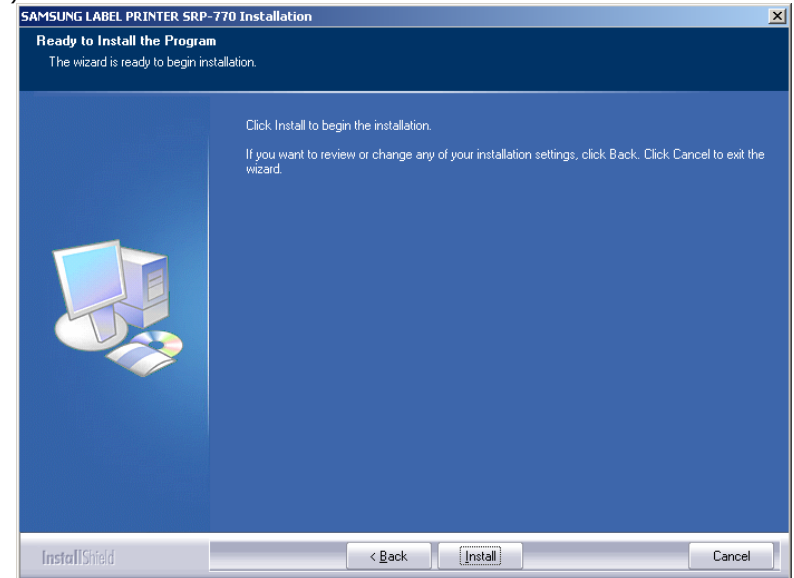 )
SAMSUNG LABEL PRINTER SRP-770 Installation
Ready to Install the Program
The wizard is ready to begin installation.
Click Install to begin the installation.
If you want to review or change any of your installation settings, click Back. Click Cancel to exit the
wizard.
InstallShield
< Back
Install
Cancel